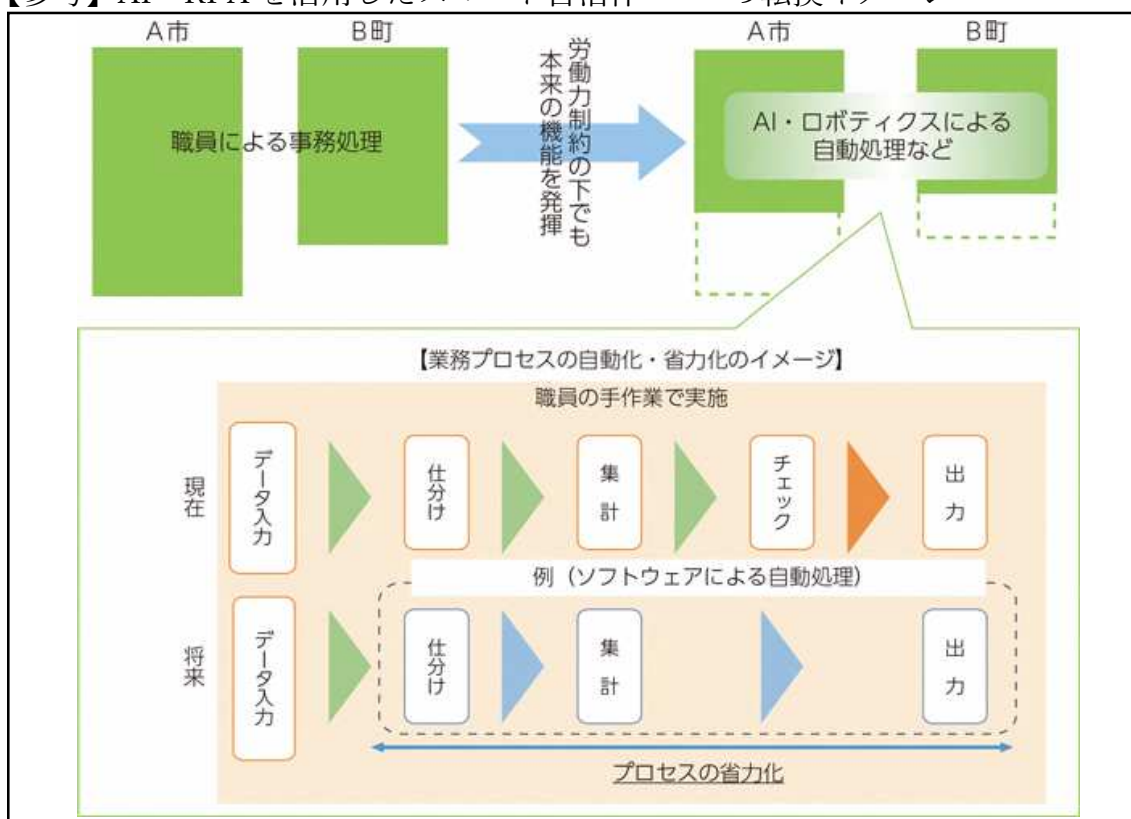 A市
B町
職員による事務処理
労働力制約の下でも
本来の機能を発揮
A市
B町
AI・ロボティクスによる
自動処理など
【業務プロセスの自動化・省力化のイメージ】
職員の手作業で実施
現在
データ入力
仕分け
集計
チェック
出力
例（ソフトウェアによる自動処理）
将来
データ入力
仕分け
集計
出力
プロセスの省力化